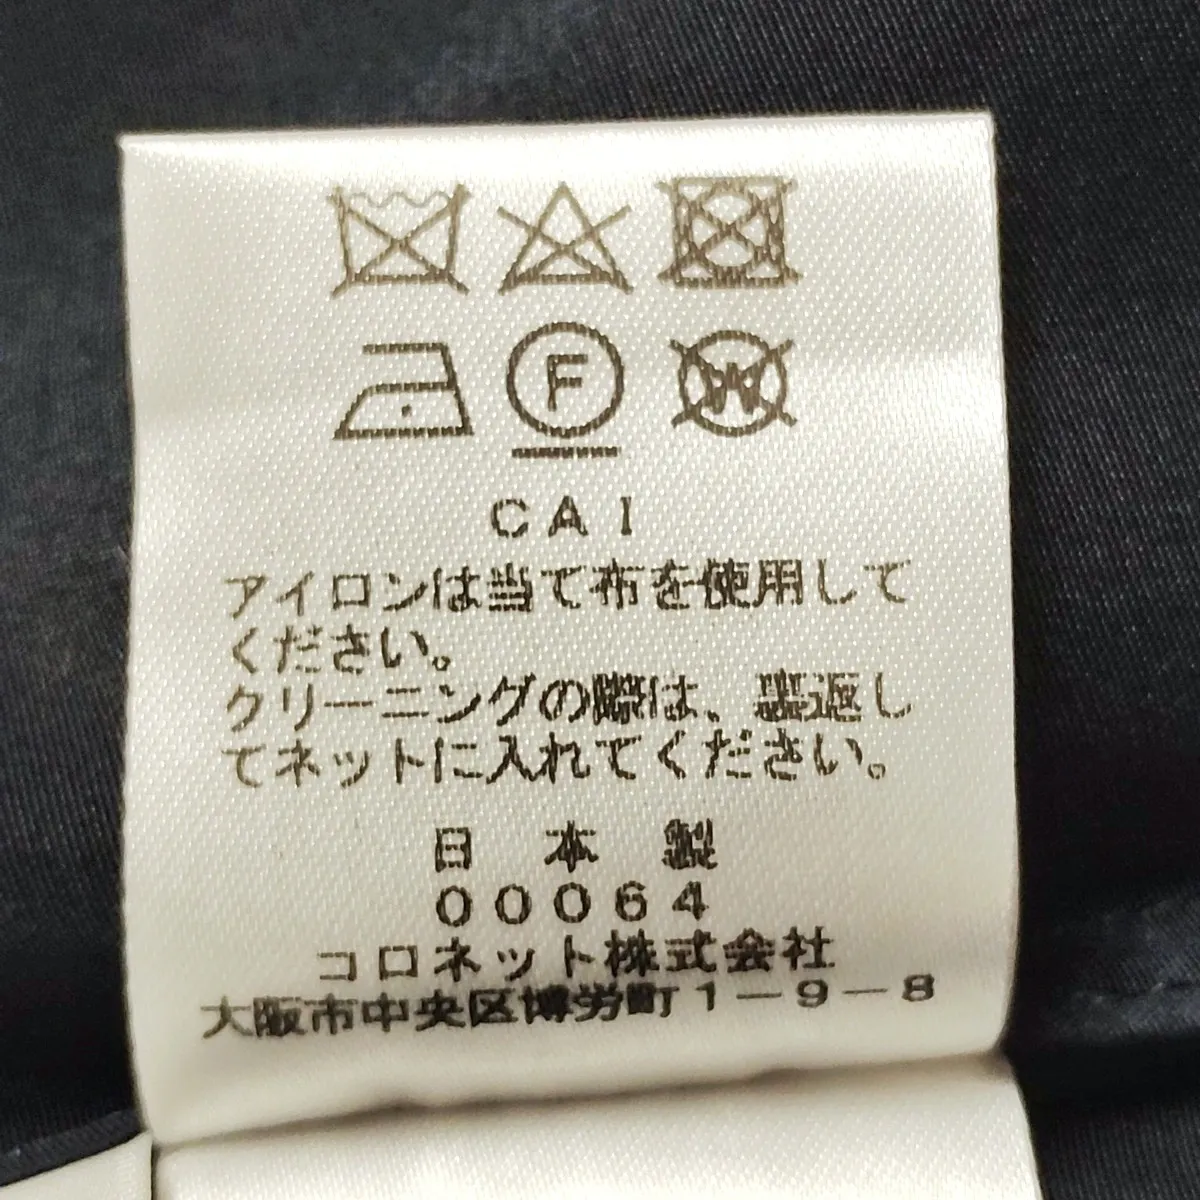 F W
CAI
アイロンは当て布を使用して
ください。
クリーニングの際は、裏返し
てネットに入れてください。
日本製
00064
コロネット株式会社
大阪市中央区博労町1-9-8